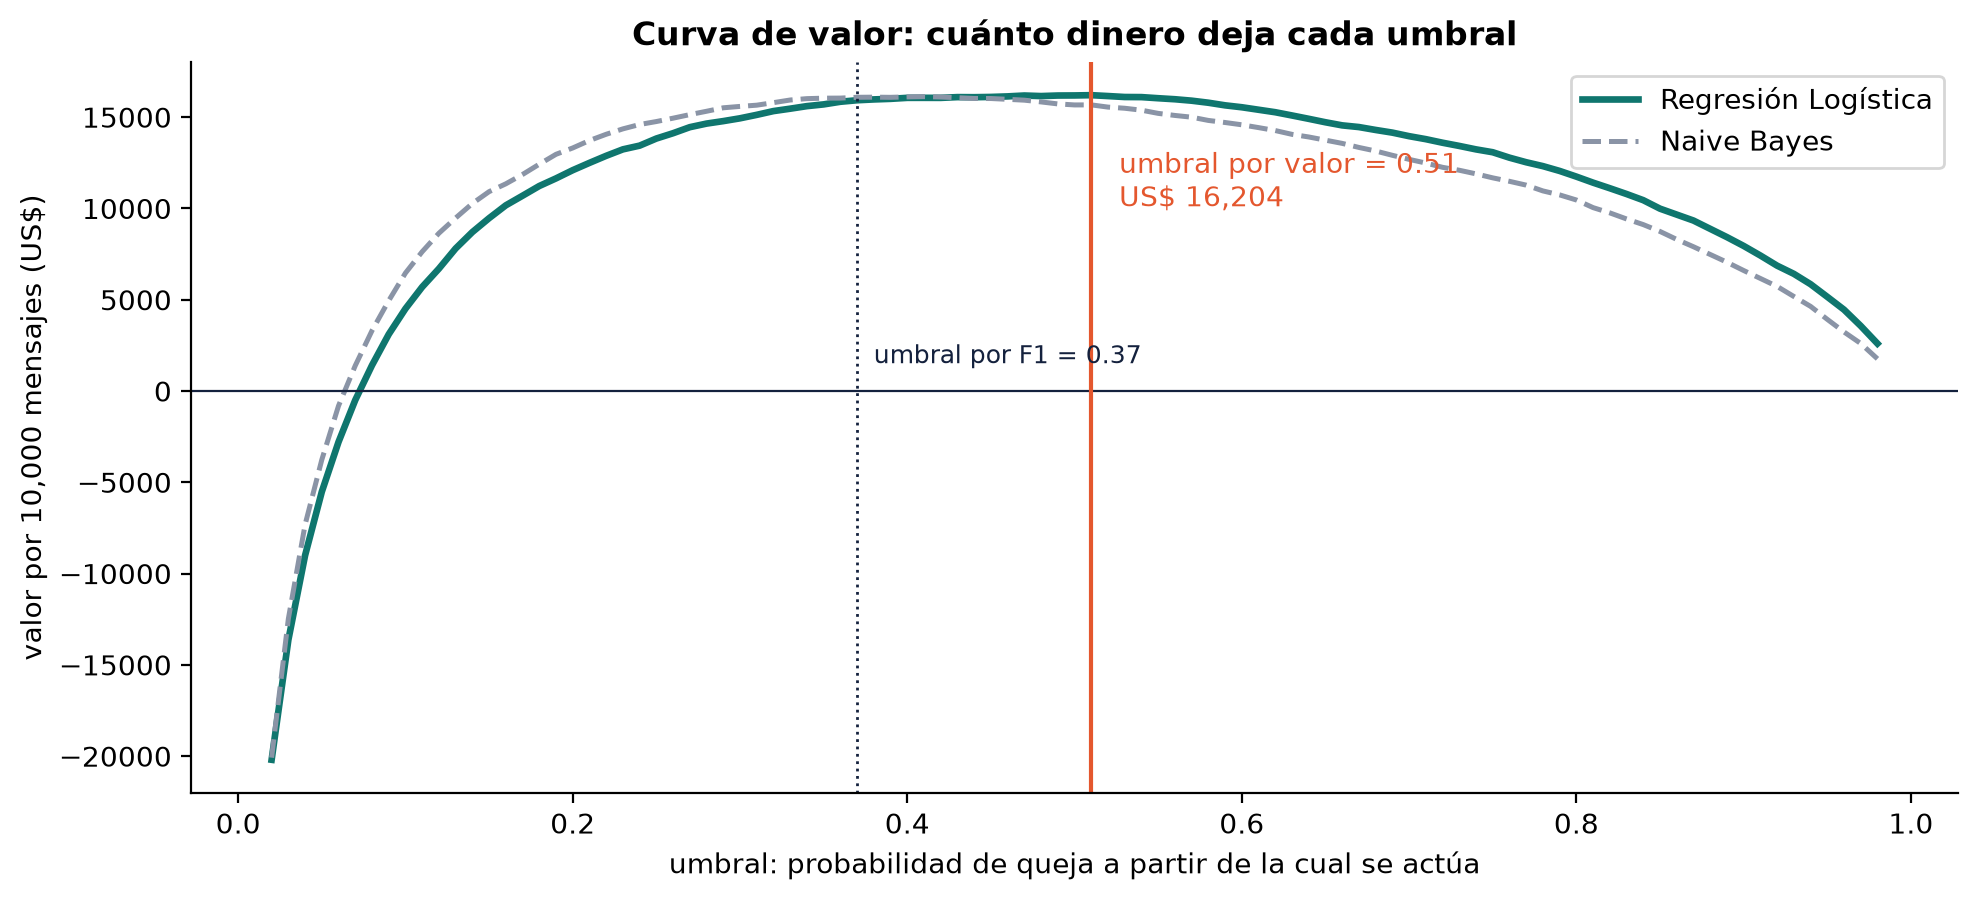 Curva de valor: cuánto dinero deja cada umbral
valor por 10,000 mensajes (US$)
15000
10000
5000
0
−5000
−10000
−15000
−20000
Regresión Logística
Naive Bayes
umbral por valor = 0.51
US$ 16,204
umbral por F1 = 0.37
0.0
0.2
0.4
0.6
0.8
1.0
umbral: probabilidad de queja a partir de la cual se actúa